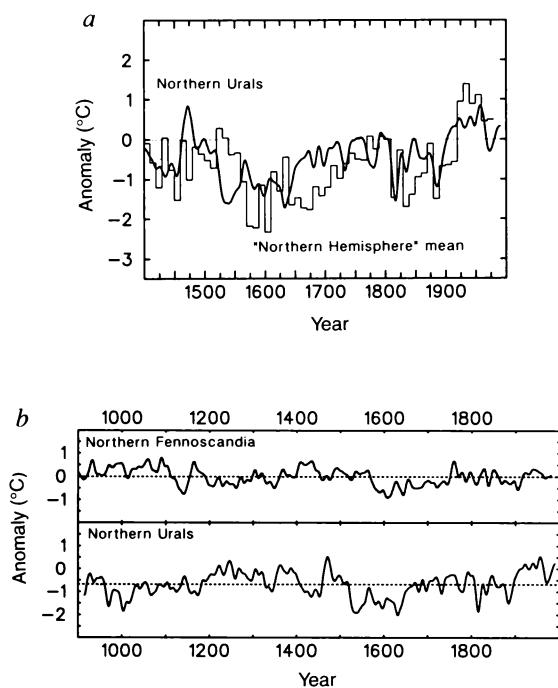 a
2
1
Northern Urals
0
−1
−2
"Northern Hemisphere" mean
−3
Anomaly (°C)
1500 1600 1700 1800 1900
Year
b
1000 1200 1400 1600 1800
Northern Fennoscandia
1
0
−1
Northern Urals
1
0
−1
−2
Anomaly (°C)
1000 1200 1400 1600 1800
Year